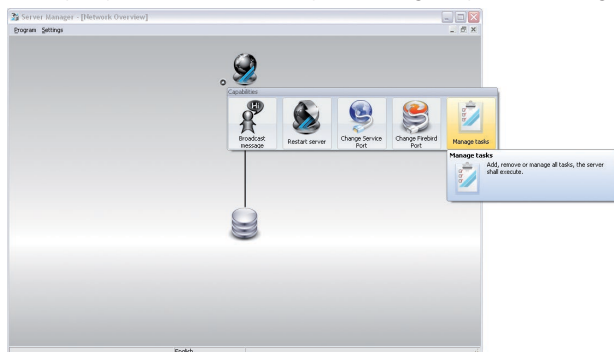 Server Manager - [Network Overview]
Program Settings
Capabilities
Hi
Broadcast
message
Restart server
Change Service
Port
Change Firebird
Port
Manage tasks
Manage tasks
Add, remove or manage all tasks, the server
shall execute.
English